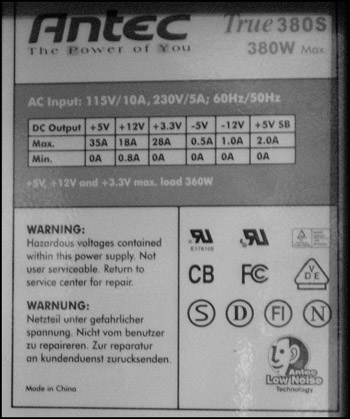 Antec
True 380S
The Power of You
380W Max.
AC Input: 115V/10A, 230V/5A; 60Hz/50Hz
DC Output +5V +12V +3.3V -5V -12V +5V SB
Max. 35A 18A 28A 0.5A 1.0A 2.0A
Min. 0A 0.8A 0A 0A 0A 0A
+5V, +12V and +3.3V max. load 360W
WARNING:
Hazardous voltages contained
within this power supply. Not
user serviceable. Return to
service center for repair.
WARNUNG:
Netzteil unter gefahrlicher
spannung. Nicht vom benutzer
zu repaireren. Zur reparatur
an kundenduenst zurucksenden.
Made in China
CB FC
VDE
S D FI N
Antec
Low Noise
Technology